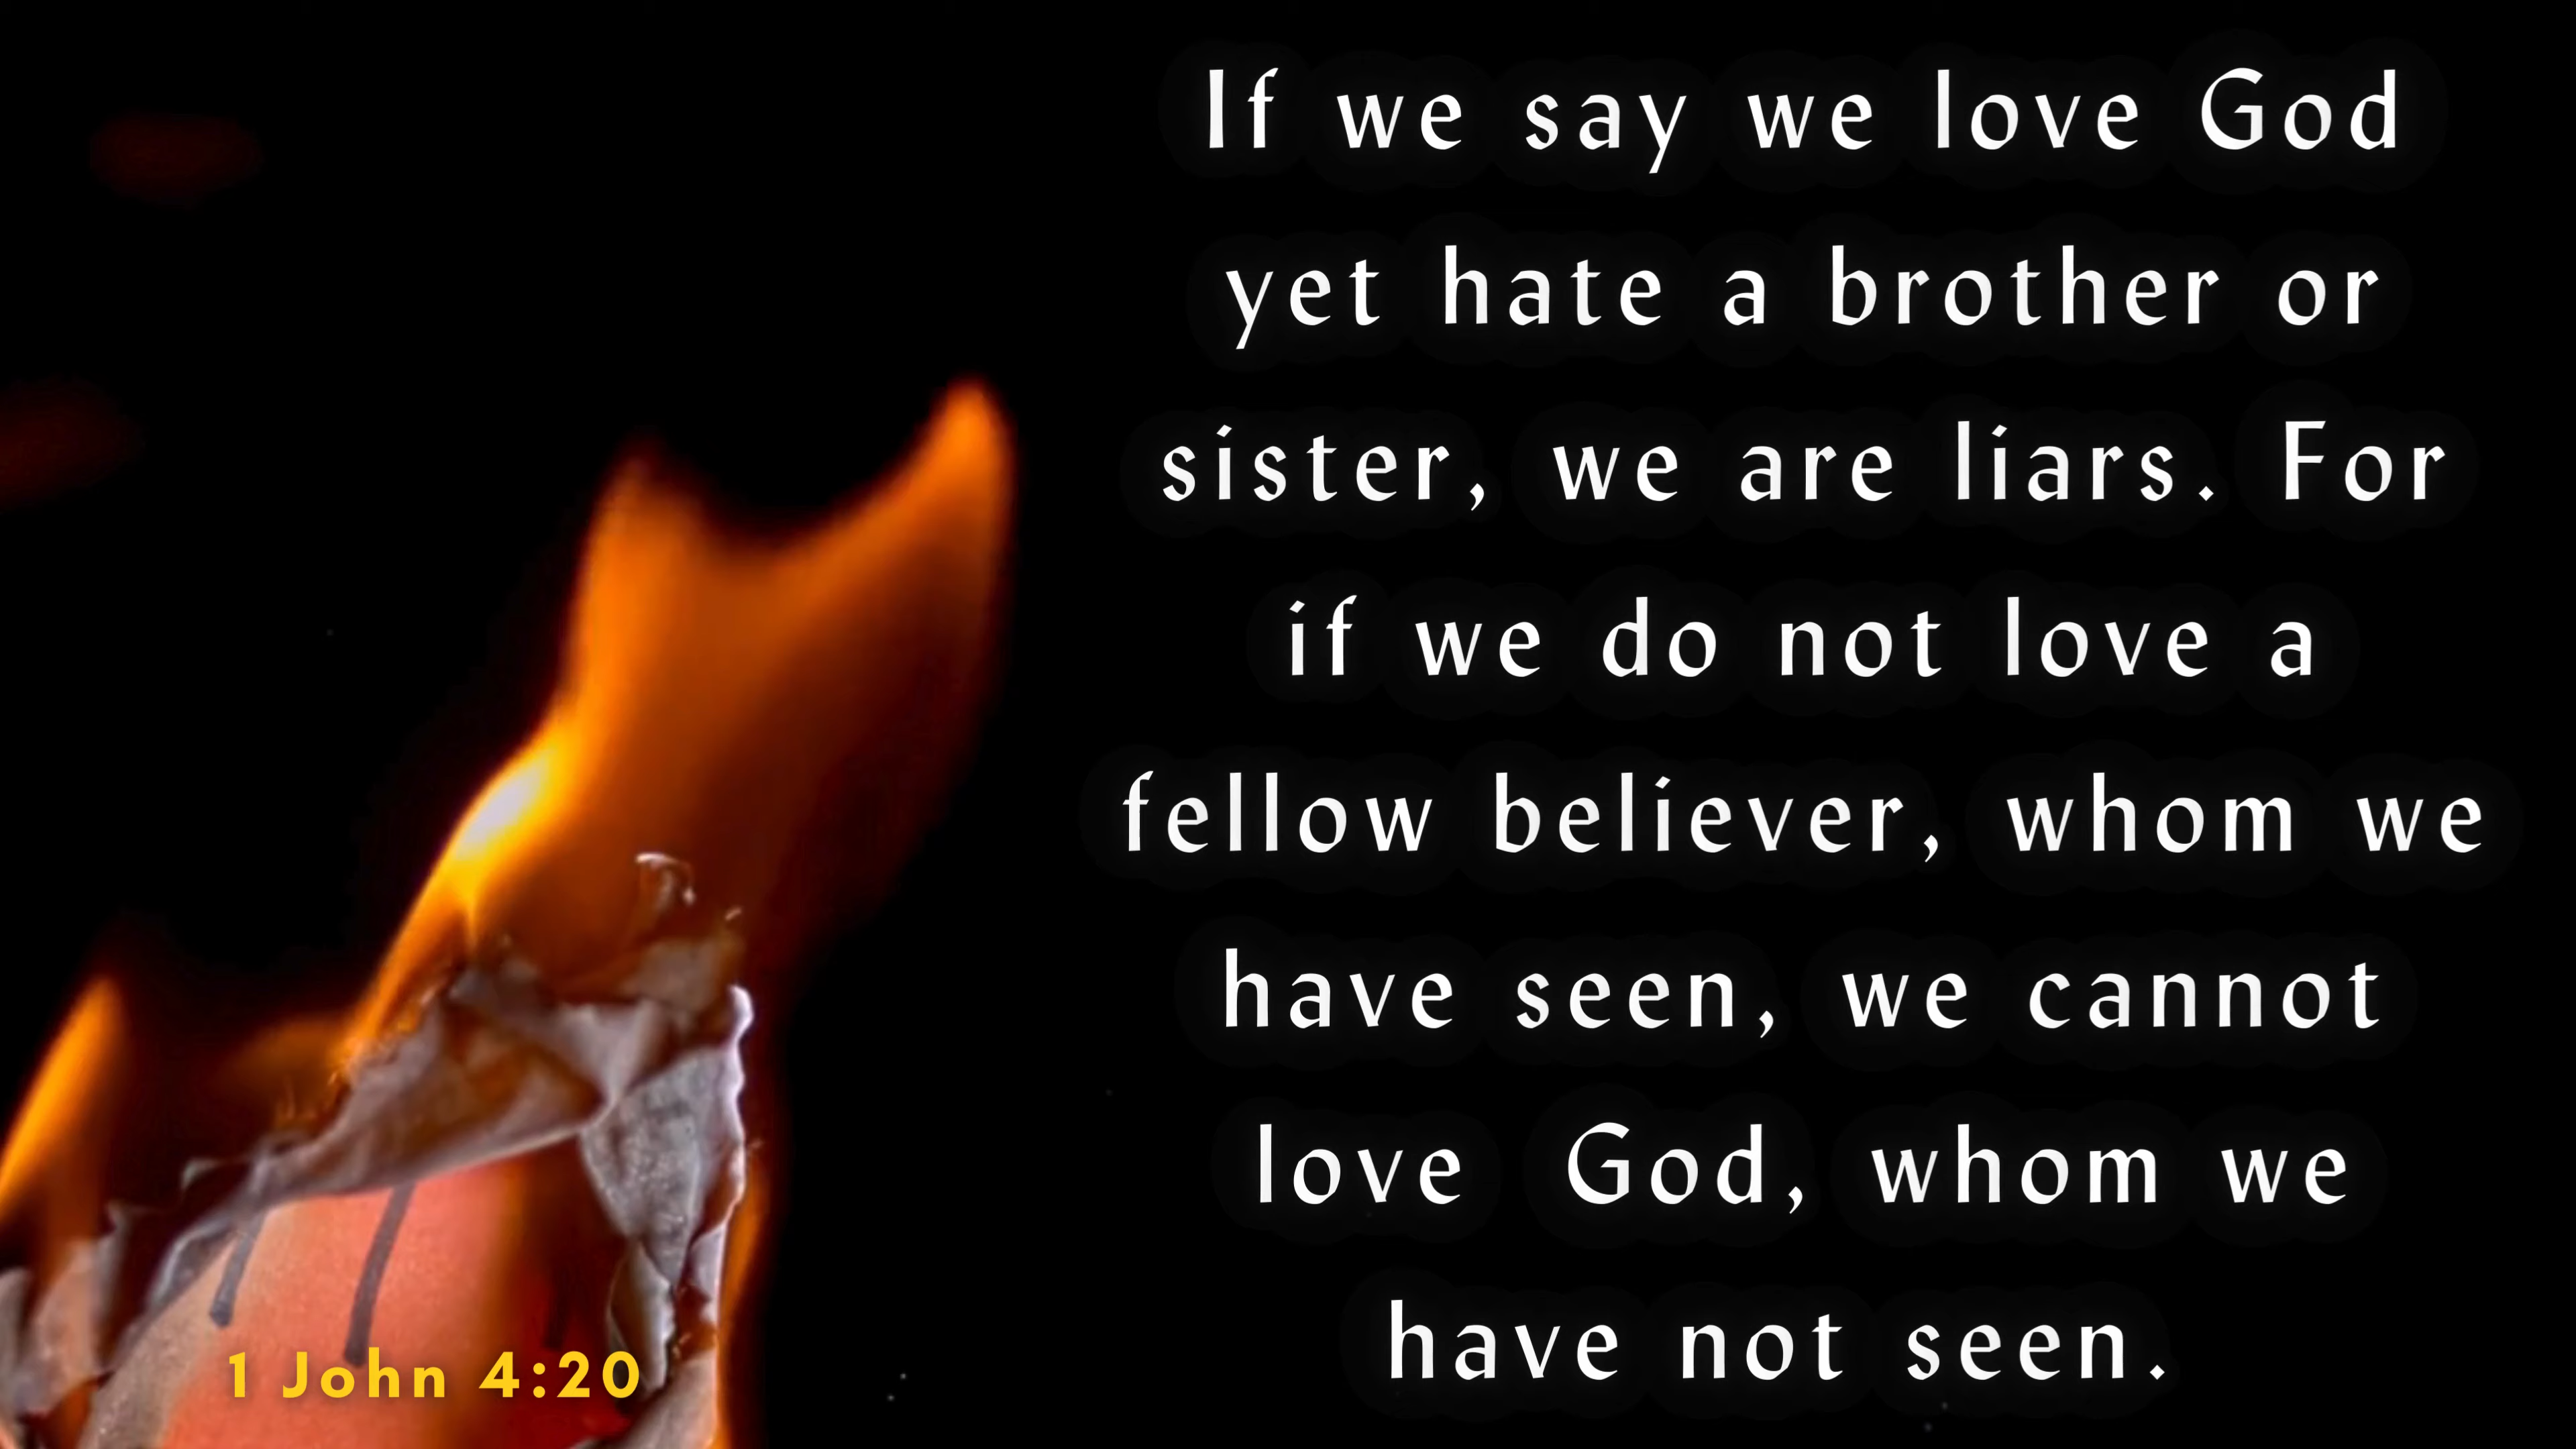 If we say we love God
yet hate a brother or
sister, we are liars. For
if we do not love a
fellow believer, whom we
have seen, we cannot
love God, whom we
have not seen.
1 John 4:20